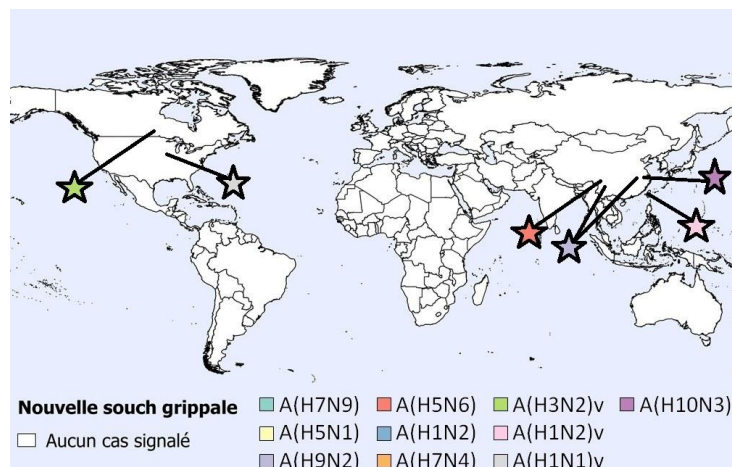 Nouvelle souch grippale
A(H7N9) A(H5N6) A(H3N2)v A(H10N3)
Aucun cas signalé
A(H5N1) A(H1N2) A(H1N2)v
A(H9N2) A(H7N4) A(H1N1)v